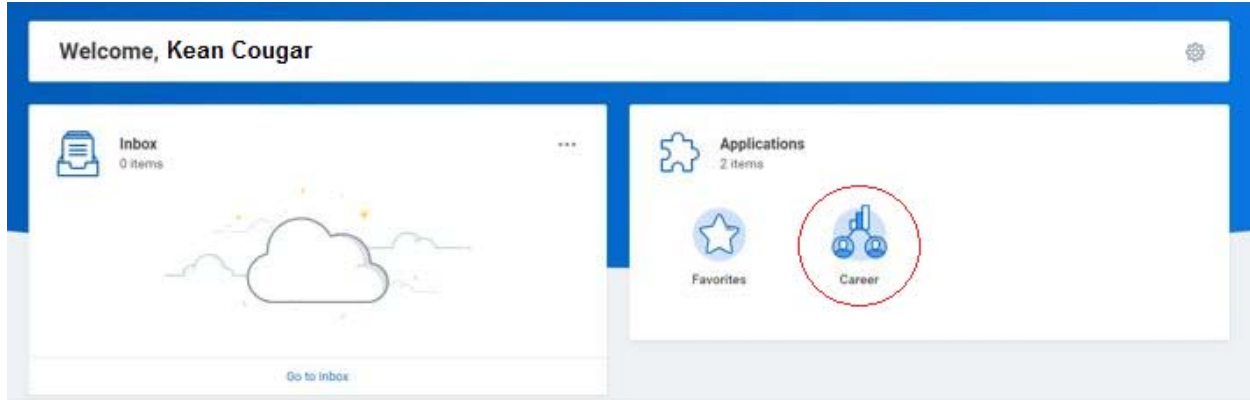 Welcome, Kean Cougar
Inbox
0 items
Go to Inbox
Applications
2 items
Favorites
Career